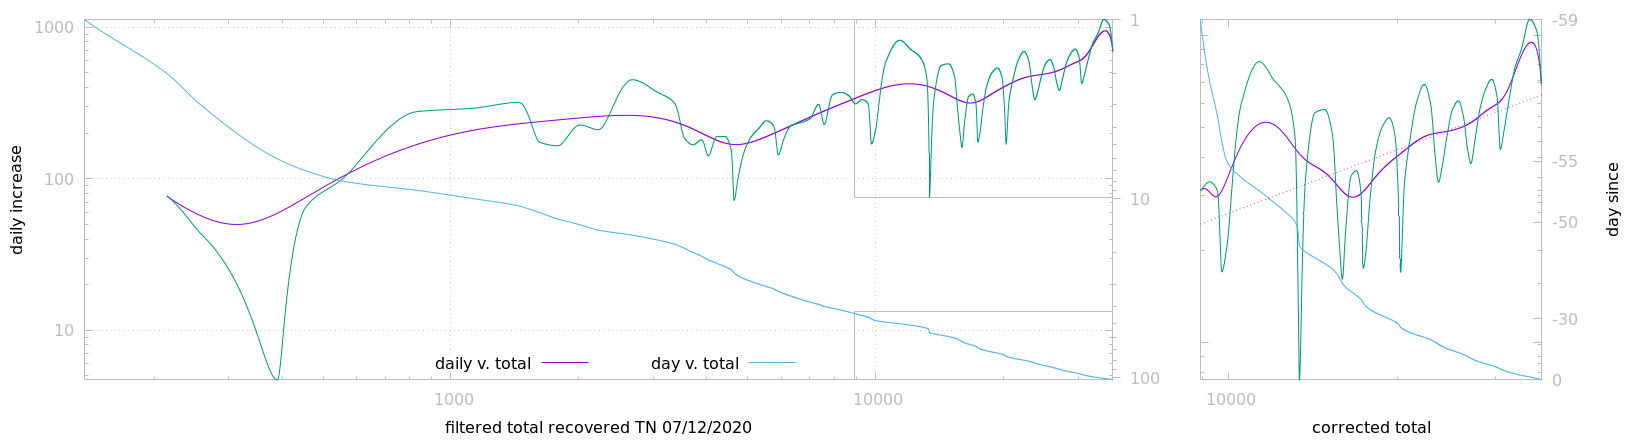 1000
100
10
daily increase
daily v. total
day v. total
1000
10000
filtered total recovered TN 07/12/2020
1
10
100
10000
corrected total
-59
-55
-50
-30
0
day since